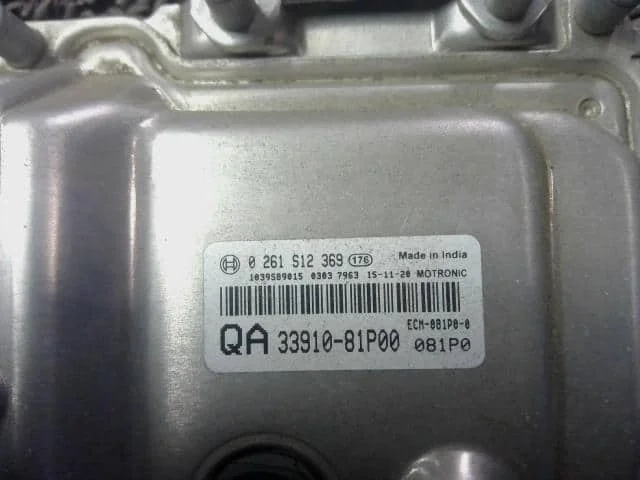 0 261 S12 369 176 Made in India
1039S09015 0303 7963 15-11-20 MOTRONIC
ECM-081P0-0
QA 33910-81P00 081P0